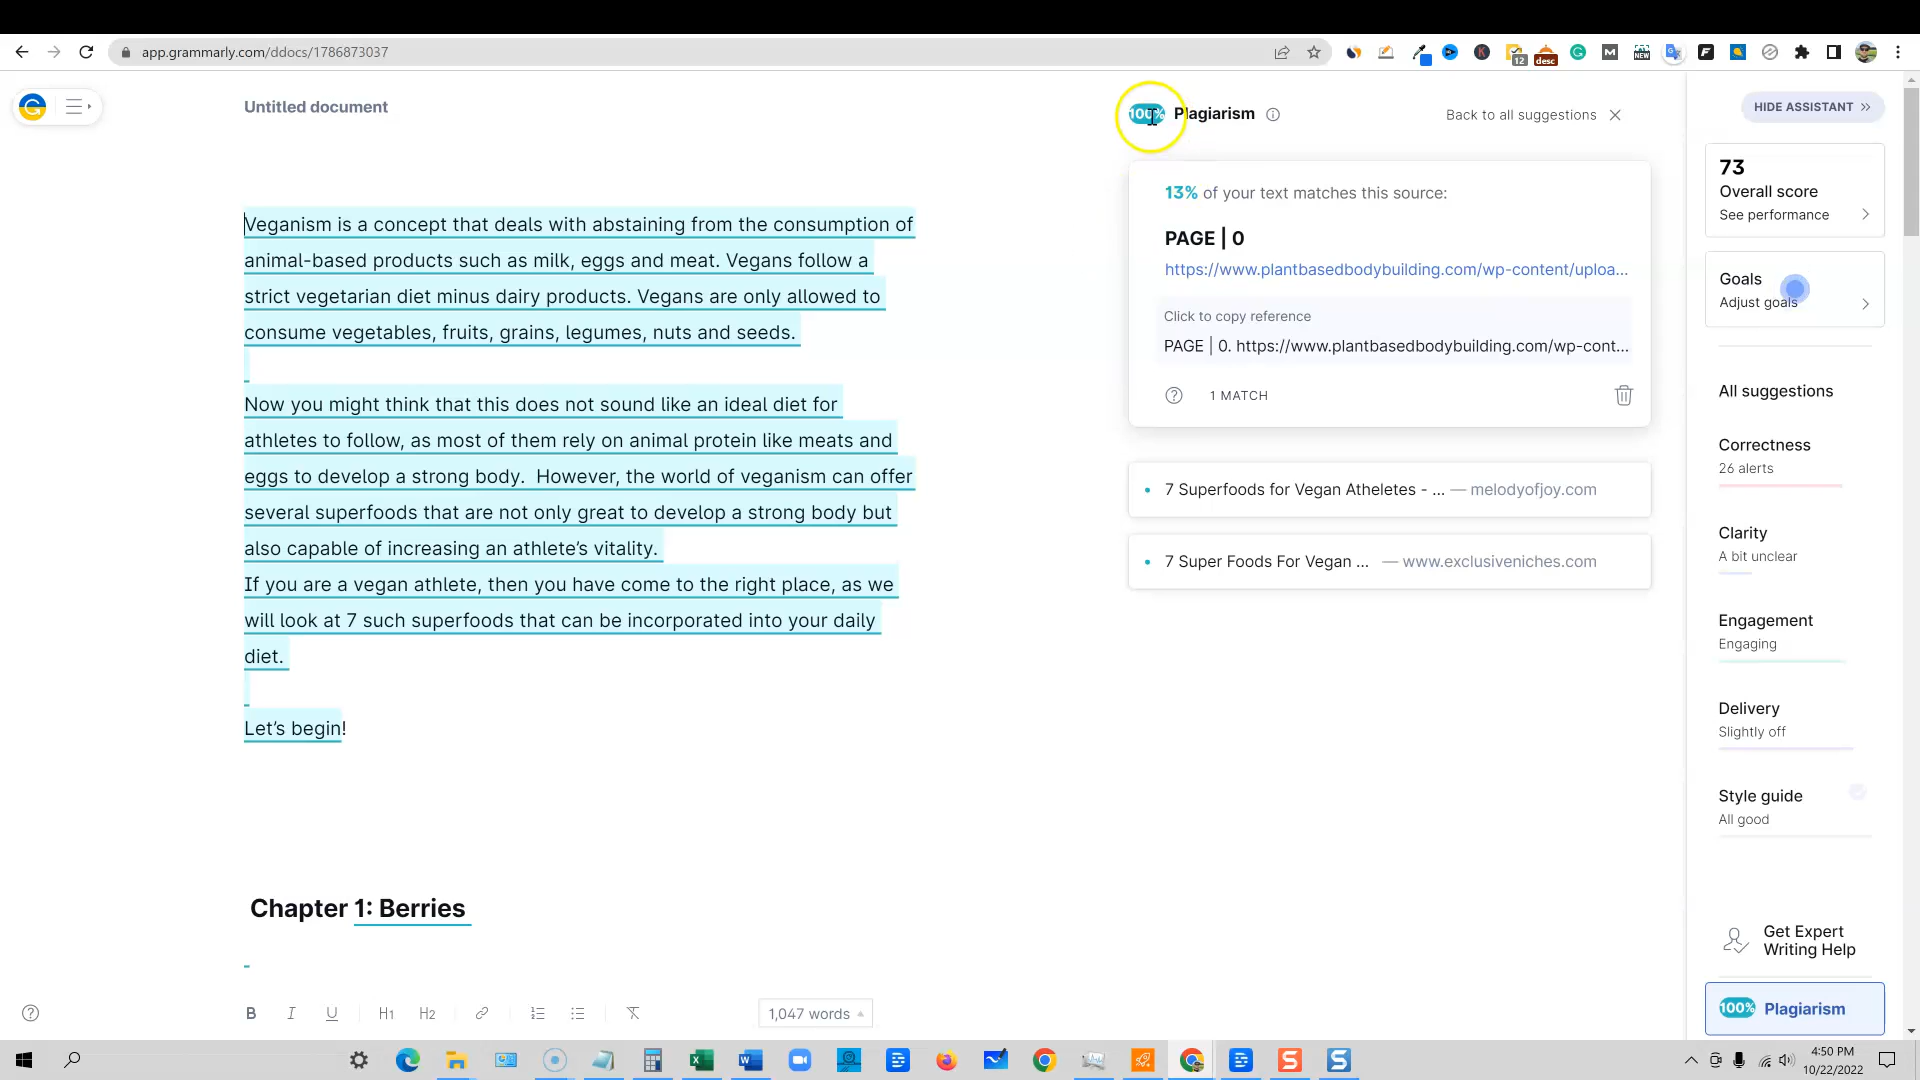 app.grammarly.com/ddocs/1786873037
12
desc
M
NEW
Untitled document
100% Plagiarism
Back to all suggestions
HIDE ASSISTANT
Veganism is a concept that deals with abstaining from the consumption of
animal-based products such as milk, eggs and meat. Vegans follow a
strict vegetarian diet minus dairy products. Vegans are only allowed to
consume vegetables, fruits, grains, legumes, nuts and seeds.
Now you might think that this does not sound like an ideal diet for
athletes to follow, as most of them rely on animal protein like meats and
eggs to develop a strong body.  However, the world of veganism can offer
several superfoods that are not only great to develop a strong body but
also capable of increasing an athlete’s vitality.
If you are a vegan athlete, then you have come to the right place, as we
will look at 7 such superfoods that can be incorporated into your daily
diet.
Let’s begin!
Chapter 1: Berries
B I U H1 H2
1,047 words
13% of your text matches this source:
PAGE | 0
https://www.plantbasedbodybuilding.com/wp-content/uploa...
Click to copy reference
PAGE | 0. https://www.plantbasedbodybuilding.com/wp-cont...
1 MATCH
7 Superfoods for Vegan Atheletes - ... — melodyofjoy.com
7 Super Foods For Vegan ... — www.exclusiveniches.com
73
Overall score
See performance
Goals
Adjust goals
All suggestions
Correctness
26 alerts
Clarity
A bit unclear
Engagement
Engaging
Delivery
Slightly off
Style guide
All good
Get Expert
Writing Help
100% Plagiarism
4:50 PM
10/22/2022